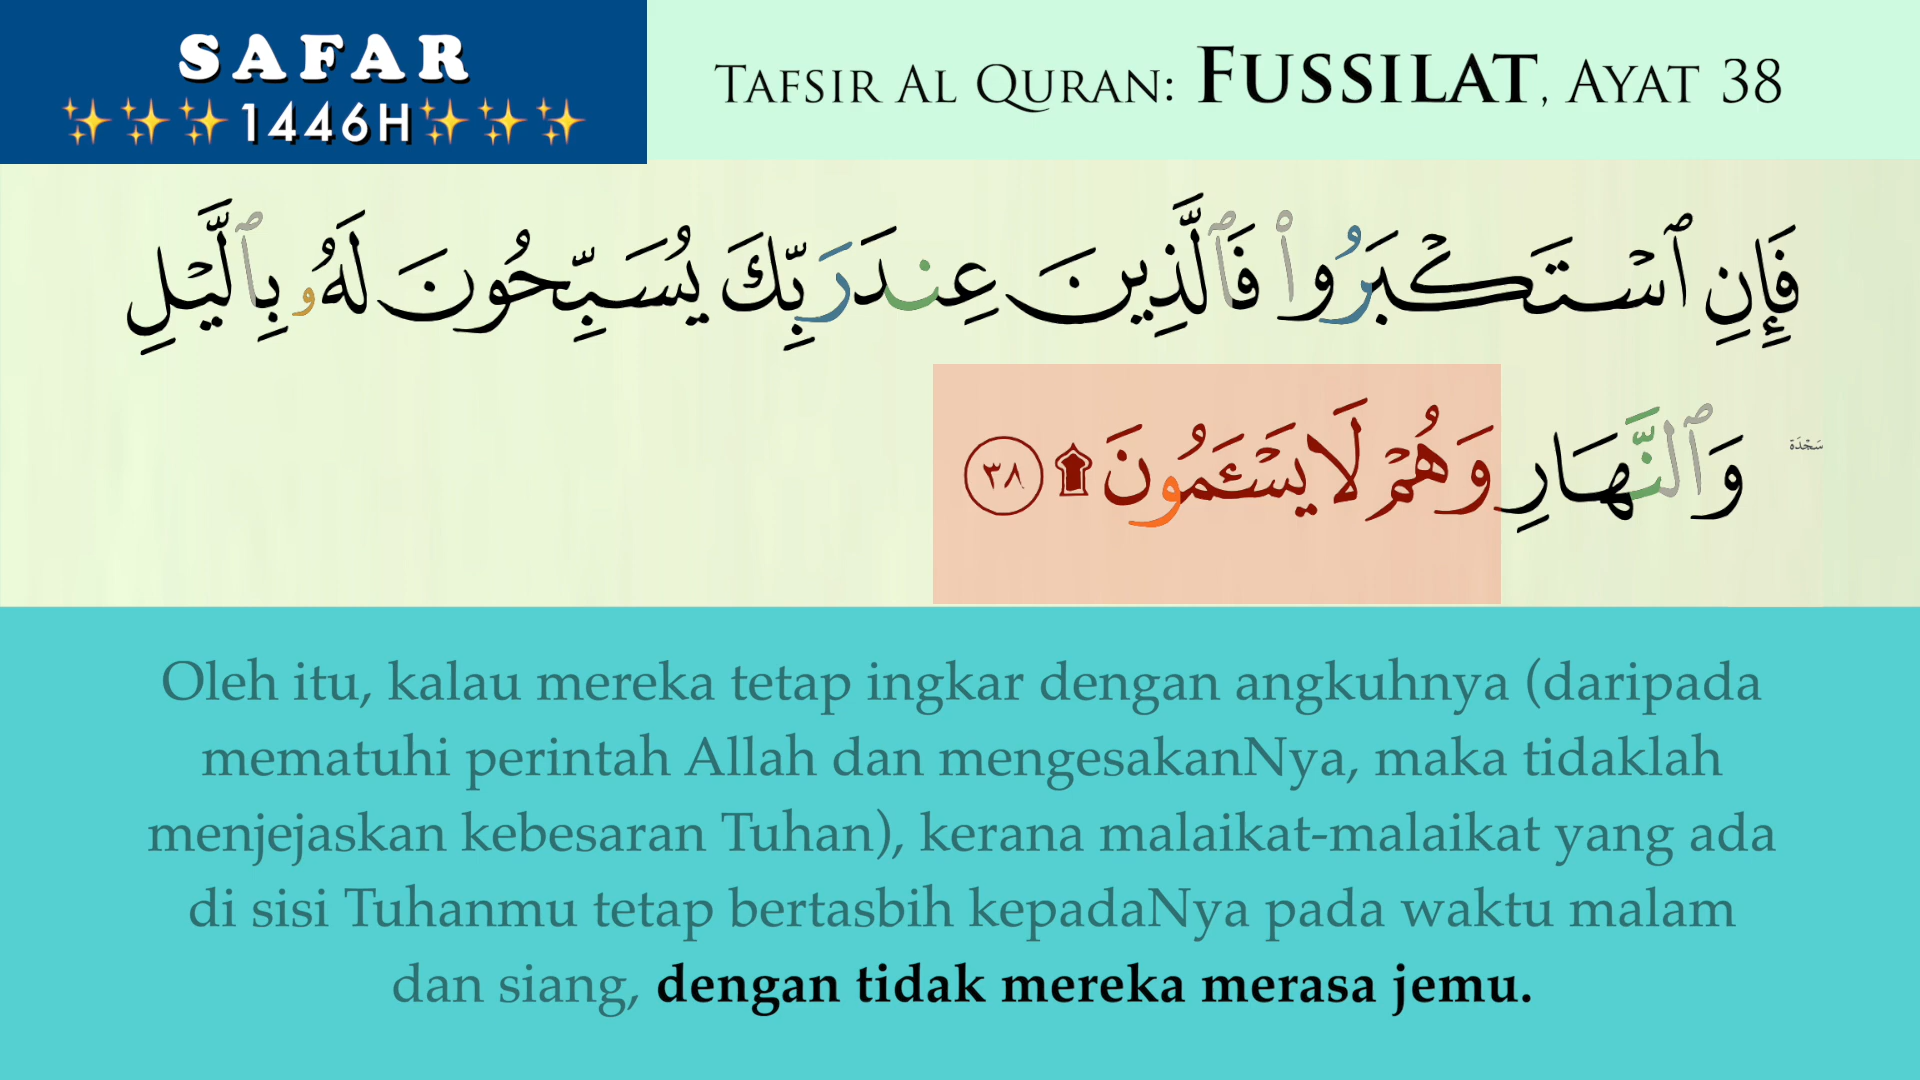 SAFAR
✨✨✨1446H✨✨✨
TAFSIR AL QURAN: FUSSILAT, AYAT 38
فَإِنِ ٱسْتَكْبَرُوا۟ فَٱلَّذِينَ عِندَ رَبِّكَ يُسَبِّحُونَ لَهُۥ بِٱلَّيْلِ
وَٱلنَّهَارِ وَهُمْ لَا يَسْـَٔمُونَ ۩ ٣٨
سَجْدَة
Oleh itu, kalau mereka tetap ingkar dengan angkuhnya (daripada
mematuhi perintah Allah dan mengesakanNya, maka tidaklah
menjejaskan kebesaran Tuhan), kerana malaikat-malaikat yang ada
di sisi Tuhanmu tetap bertasbih kepadaNya pada waktu malam
dan siang, dengan tidak mereka merasa jemu.